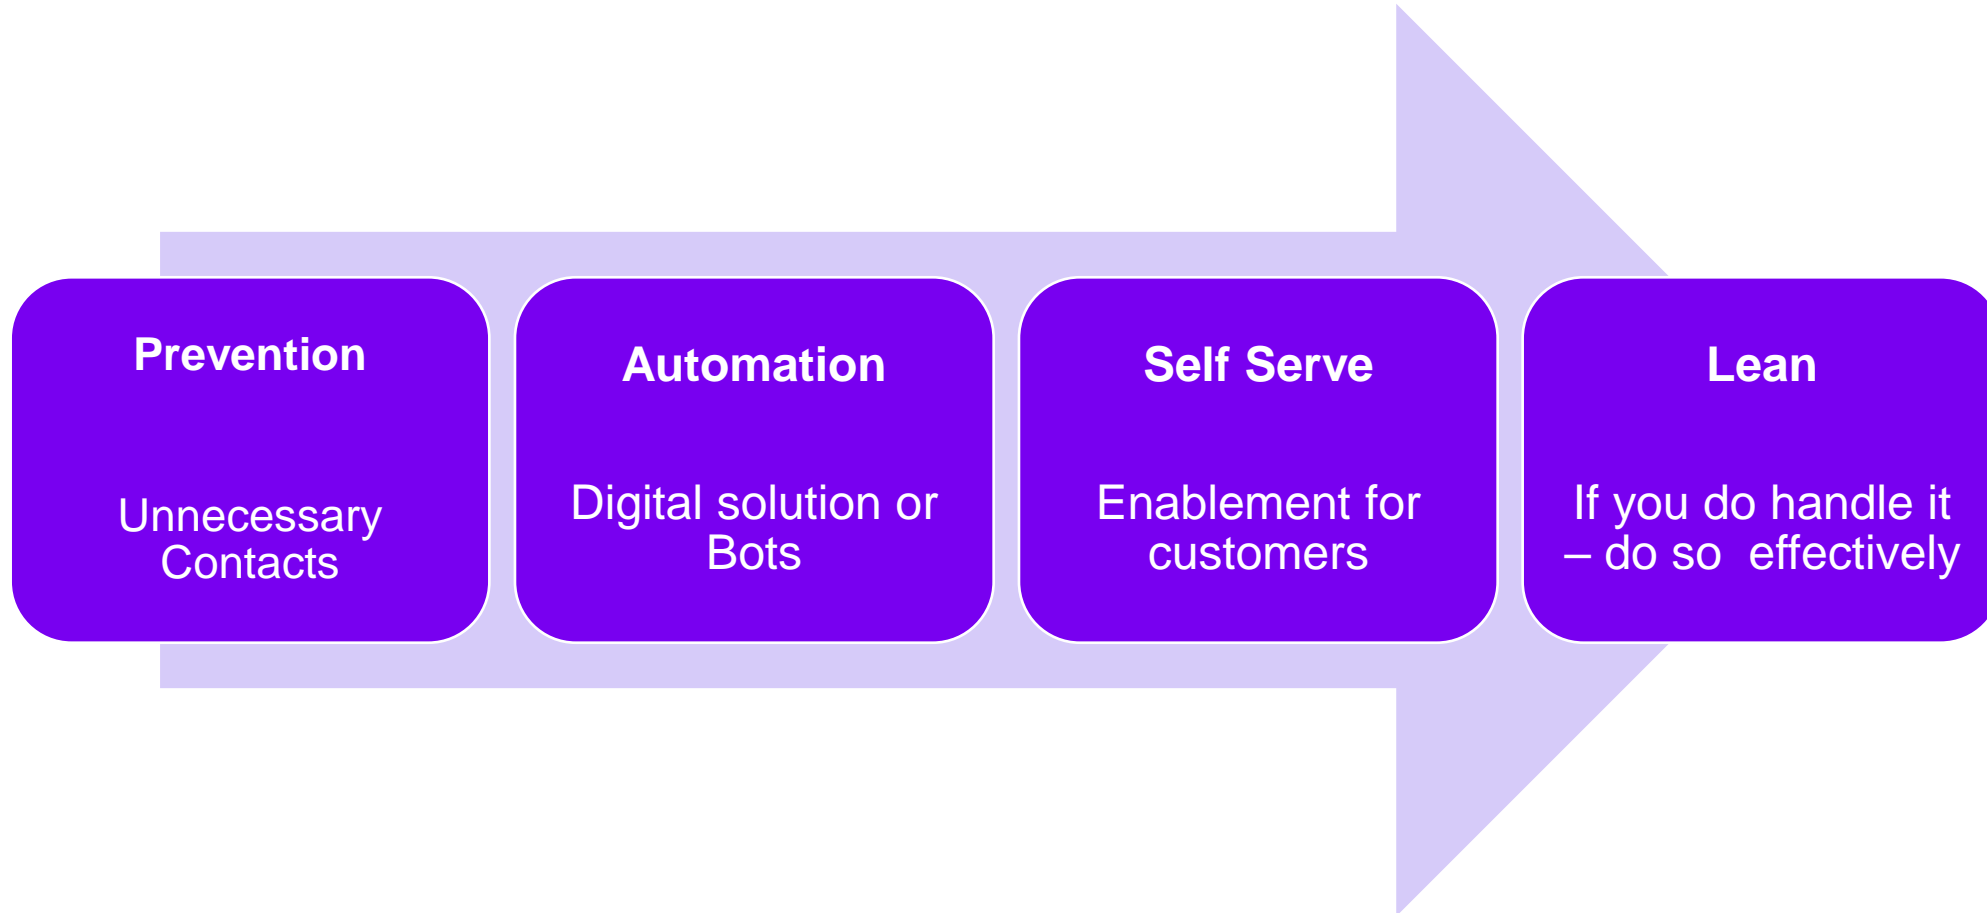 Prevention
Unnecessary
Contacts
Automation
Digital solution or
Bots
Self Serve
Enablement for
customers
Lean
If you do handle it
– do so  effectively